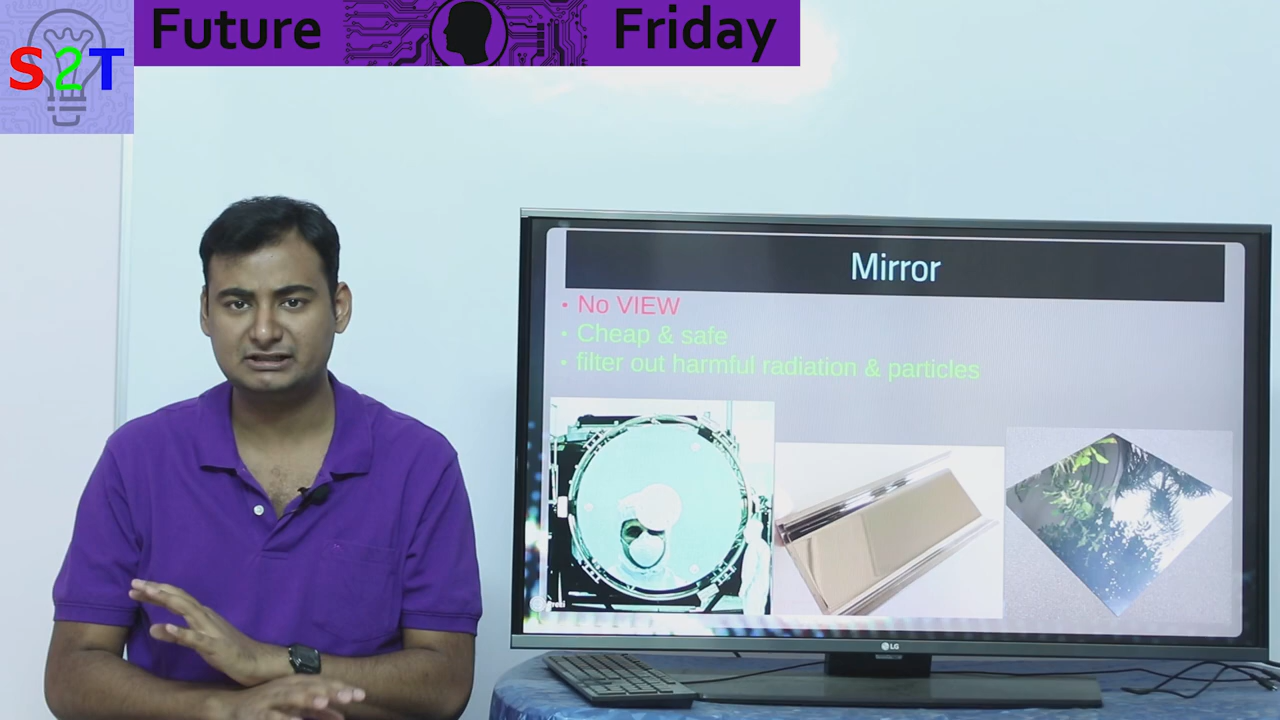 Future Friday
S2T
Mirror
• No VIEW
• Cheap & safe
• filter out harmful radiation & particles
LG